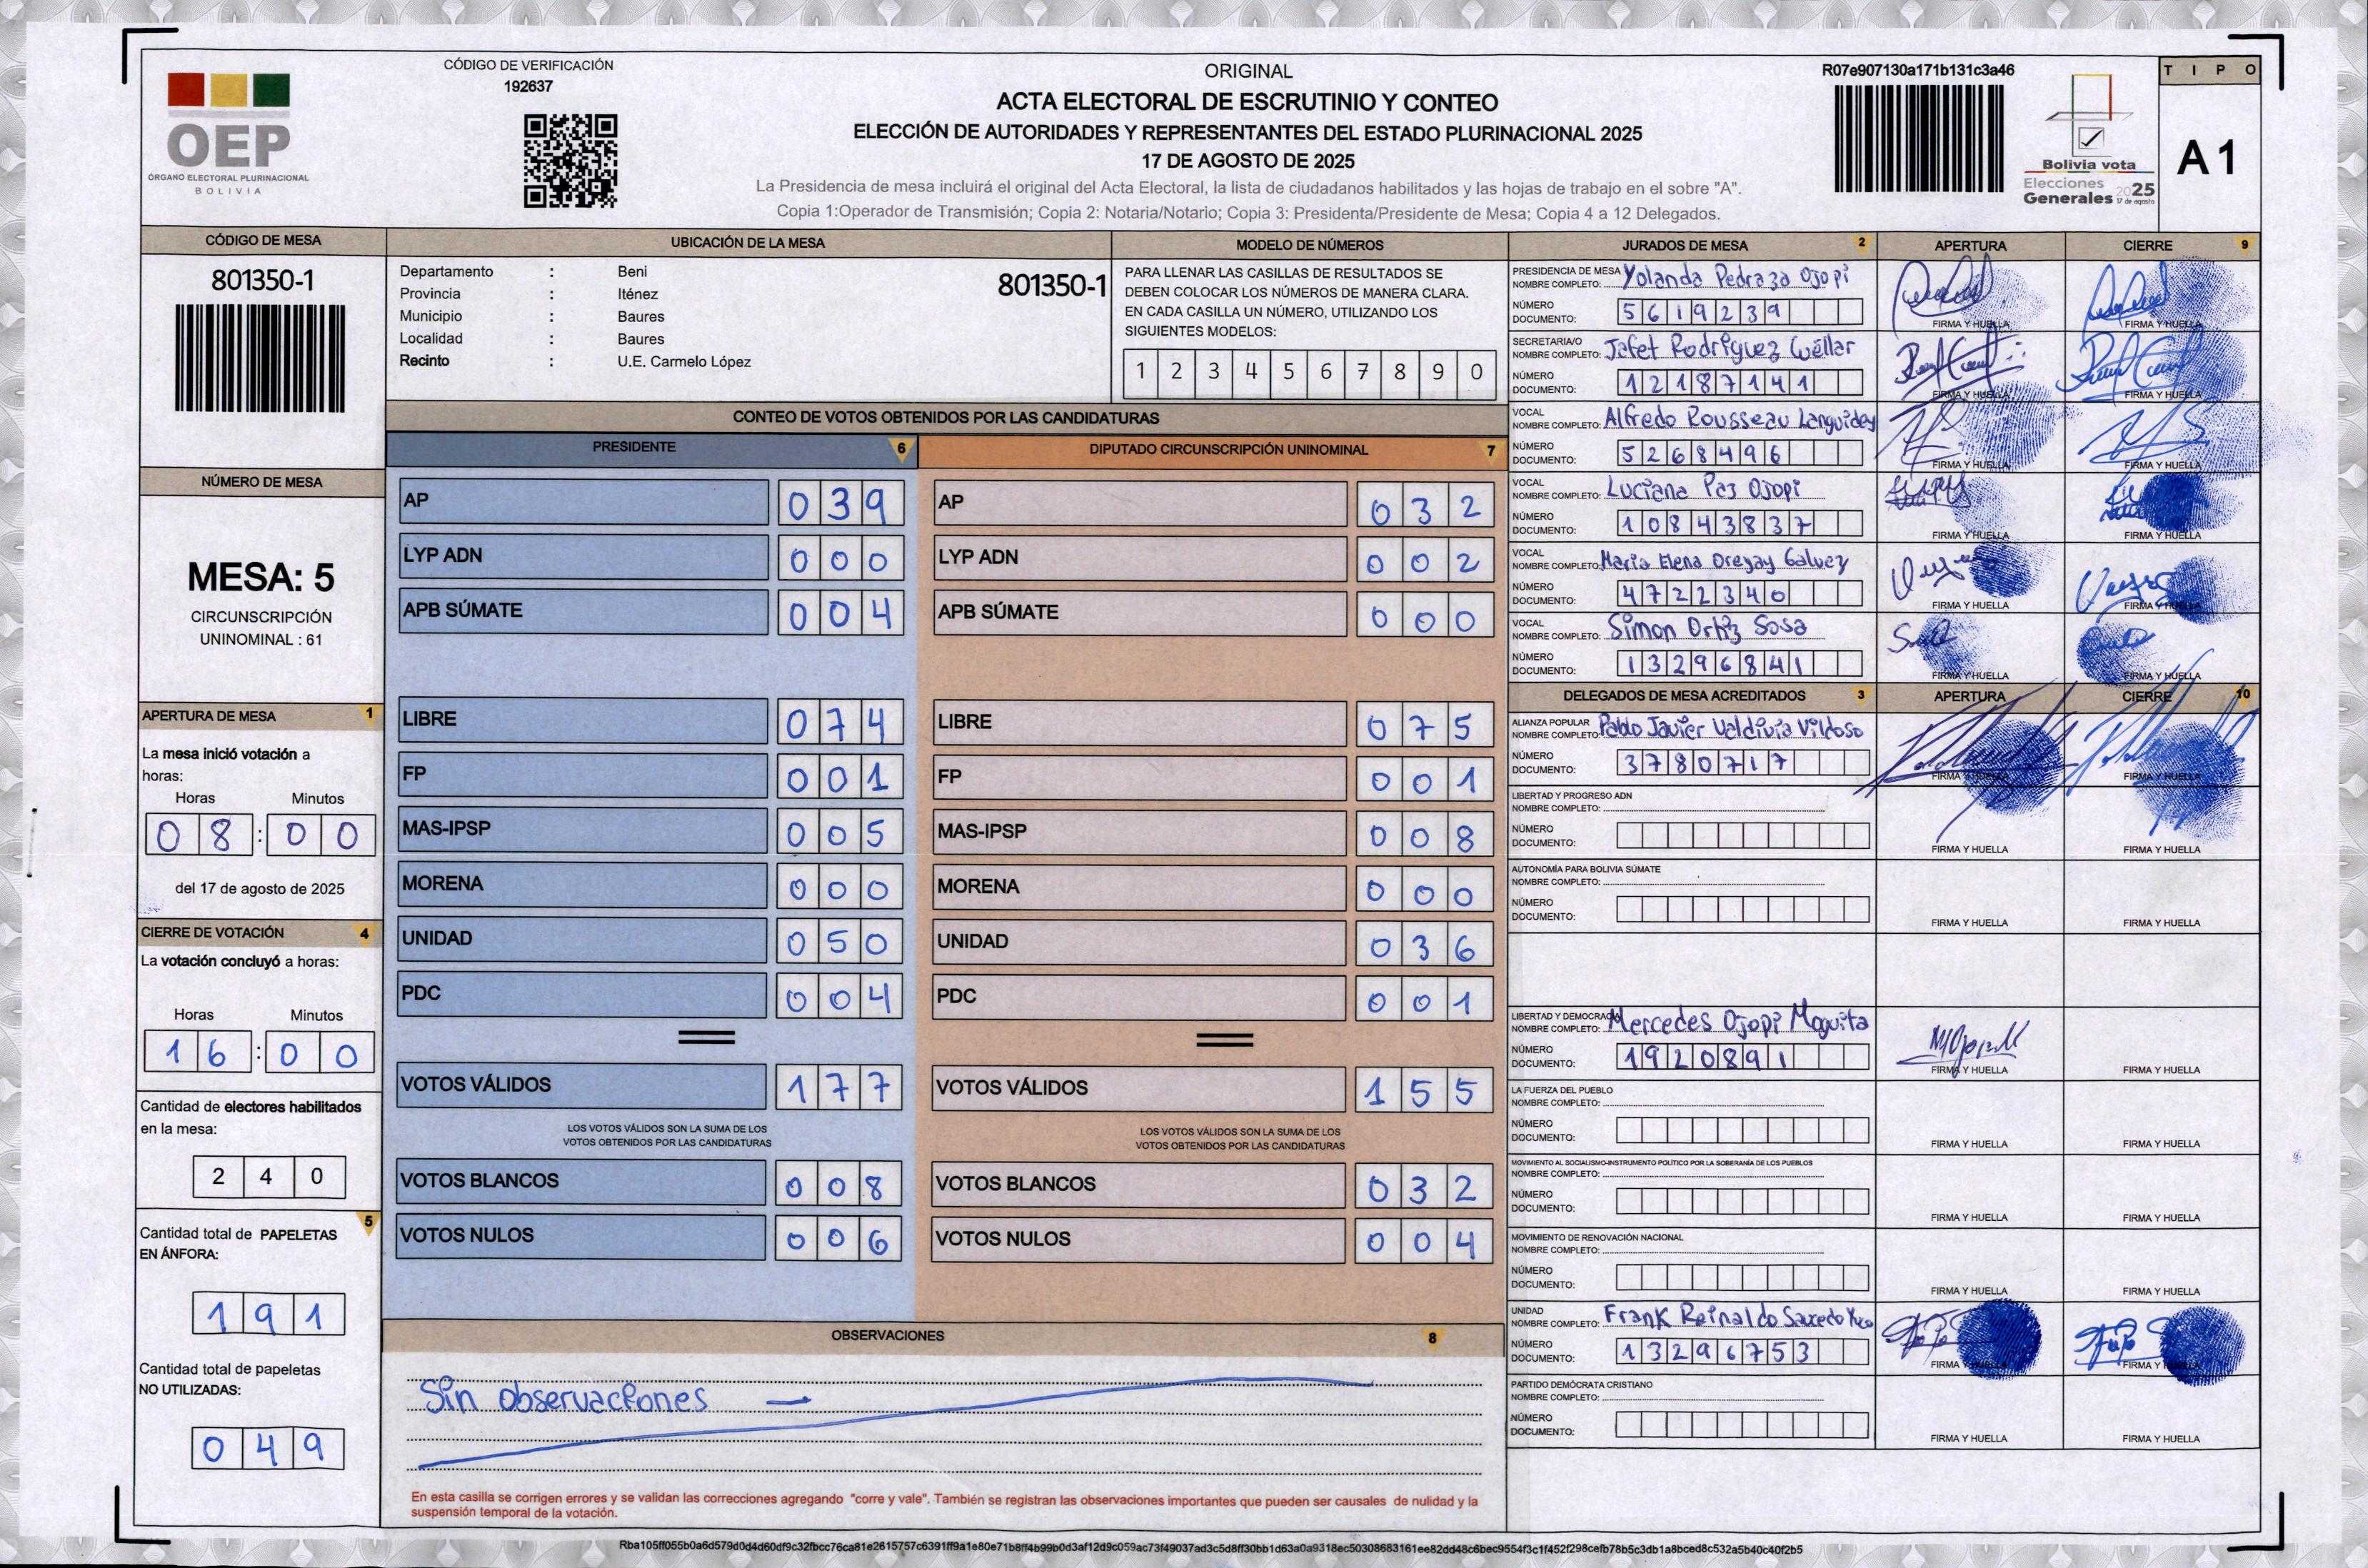 CÓDIGO DE VERIFICACIÓN
192637
OEP
ÓRGANO ELECTORAL PLURINACIONAL
BOLIVIA
ORIGINAL
ACTA ELECTORAL DE ESCRUTINIO Y CONTEO
ELECCIÓN DE AUTORIDADES Y REPRESENTANTES DEL ESTADO PLURINACIONAL 2025
17 DE AGOSTO DE 2025
La Presidencia de mesa incluirá el original del Acta Electoral, la lista de ciudadanos habilitados y las hojas de trabajo en el sobre "A".
Copia 1:Operador de Transmisión; Copia 2: Notaria/Notario; Copia 3: Presidenta/Presidente de Mesa; Copia 4 a 12 Delegados.
R07e907130a171b131c3a46
Bolivia vota
Elecciones
Generales 2025
17 de agosto
TIPO
A 1
CÓDIGO DE MESA
801350-1
NÚMERO DE MESA
MESA: 5
CIRCUNSCRIPCIÓN
UNINOMINAL : 61
APERTURA DE MESA 1
La mesa inició votación a
horas:
Horas Minutos
08:00
del 17 de agosto de 2025
CIERRE DE VOTACIÓN 4
La votación concluyó a horas:
Horas Minutos
16:00
Cantidad de electores habilitados
en la mesa:
240
5
Cantidad total de PAPELETAS
EN ÁNFORA:
191
Cantidad total de papeletas
NO UTILIZADAS:
049
UBICACIÓN DE LA MESA
Departamento : Beni
801350-1
Provincia : Iténez
Municipio : Baures
Localidad : Baures
Recinto : U.E. Carmelo López
MODELO DE NÚMEROS
PARA LLENAR LAS CASILLAS DE RESULTADOS SE
DEBEN COLOCAR LOS NÚMEROS DE MANERA CLARA.
EN CADA CASILLA UN NÚMERO, UTILIZANDO LOS
SIGUIENTES MODELOS:
1 2 3 4 5 6 7 8 9 0
CONTEO DE VOTOS OBTENIDOS POR LAS CANDIDATURAS
PRESIDENTE 6
AP 039
LYP ADN 000
APB SÚMATE 004
LIBRE 074
FP 001
MAS-IPSP 005
MORENA 000
UNIDAD 050
PDC 004
VOTOS VÁLIDOS 177
LOS VOTOS VÁLIDOS SON LA SUMA DE LOS
VOTOS OBTENIDOS POR LAS CANDIDATURAS
VOTOS BLANCOS 008
VOTOS NULOS 006
DIPUTADO CIRCUNSCRIPCIÓN UNINOMINAL 7
AP 032
LYP ADN 002
APB SÚMATE 000
LIBRE 075
FP 001
MAS-IPSP 008
MORENA 000
UNIDAD 036
PDC 001
VOTOS VÁLIDOS 155
LOS VOTOS VÁLIDOS SON LA SUMA DE LOS
VOTOS OBTENIDOS POR LAS CANDIDATURAS
VOTOS BLANCOS 032
VOTOS NULOS 004
OBSERVACIONES 8
Sin observaciones
En esta casilla se corrigen errores y se validan las correcciones agregando "corre y vale". También se registran las observaciones importantes que pueden ser causales de nulidad y la
suspensión temporal de la votación.
JURADOS DE MESA 2 APERTURA CIERRE 9
PRESIDENCIA DE MESA
NOMBRE COMPLETO: Yolanda Pedraza Ojopi
NÚMERO
DOCUMENTO: 5619239
FIRMA Y HUELLA FIRMA Y HUELLA
SECRETARIA/O
NOMBRE COMPLETO: Jafet Rodriguez Cuéllar
NÚMERO
DOCUMENTO: 12187141
FIRMA Y HUELLA FIRMA Y HUELLA
VOCAL
NOMBRE COMPLETO: Alfredo Rousseau Languidey
NÚMERO
DOCUMENTO: 5268496
FIRMA Y HUELLA FIRMA Y HUELLA
VOCAL
NOMBRE COMPLETO: Luciana Paz Ojopi
NÚMERO
DOCUMENTO: 10843837
FIRMA Y HUELLA FIRMA Y HUELLA
VOCAL
NOMBRE COMPLETO: Maria Elena Oreyay Galvez
NÚMERO
DOCUMENTO: 4722340
FIRMA Y HUELLA FIRMA Y HUELLA
VOCAL
NOMBRE COMPLETO: Simon Ortiz Sosa
NÚMERO
DOCUMENTO: 13296841
FIRMA Y HUELLA FIRMA Y HUELLA
DELEGADOS DE MESA ACREDITADOS 3 APERTURA CIERRE 10
ALIANZA POPULAR
NOMBRE COMPLETO: Pablo Javier Valdivia Vildoso
NÚMERO
DOCUMENTO: 3780717
FIRMA Y HUELLA FIRMA Y HUELLA
LIBERTAD Y PROGRESO ADN
NOMBRE COMPLETO:
NÚMERO
DOCUMENTO:
FIRMA Y HUELLA FIRMA Y HUELLA
AUTONOMÍA PARA BOLIVIA SÚMATE
NOMBRE COMPLETO:
NÚMERO
DOCUMENTO:
FIRMA Y HUELLA FIRMA Y HUELLA
LIBERTAD Y DEMOCRACIA
NOMBRE COMPLETO: Mercedes Ojopi Moguita
NÚMERO
DOCUMENTO: 1920891
FIRMA Y HUELLA FIRMA Y HUELLA
LA FUERZA DEL PUEBLO
NOMBRE COMPLETO:
NÚMERO
DOCUMENTO:
FIRMA Y HUELLA FIRMA Y HUELLA
MOVIMIENTO AL SOCIALISMO-INSTRUMENTO POLÍTICO POR LA SOBERANÍA DE LOS PUEBLOS
NOMBRE COMPLETO:
NÚMERO
DOCUMENTO:
FIRMA Y HUELLA FIRMA Y HUELLA
MOVIMIENTO DE RENOVACIÓN NACIONAL
NOMBRE COMPLETO:
NÚMERO
DOCUMENTO:
FIRMA Y HUELLA FIRMA Y HUELLA
UNIDAD
NOMBRE COMPLETO: Frank Reinaldo
NÚMERO
DOCUMENTO: 13296753
FIRMA Y HUELLA FIRMA Y HUELLA
PARTIDO DEMÓCRATA CRISTIANO
NOMBRE COMPLETO:
NÚMERO
DOCUMENTO:
FIRMA Y HUELLA FIRMA Y HUELLA